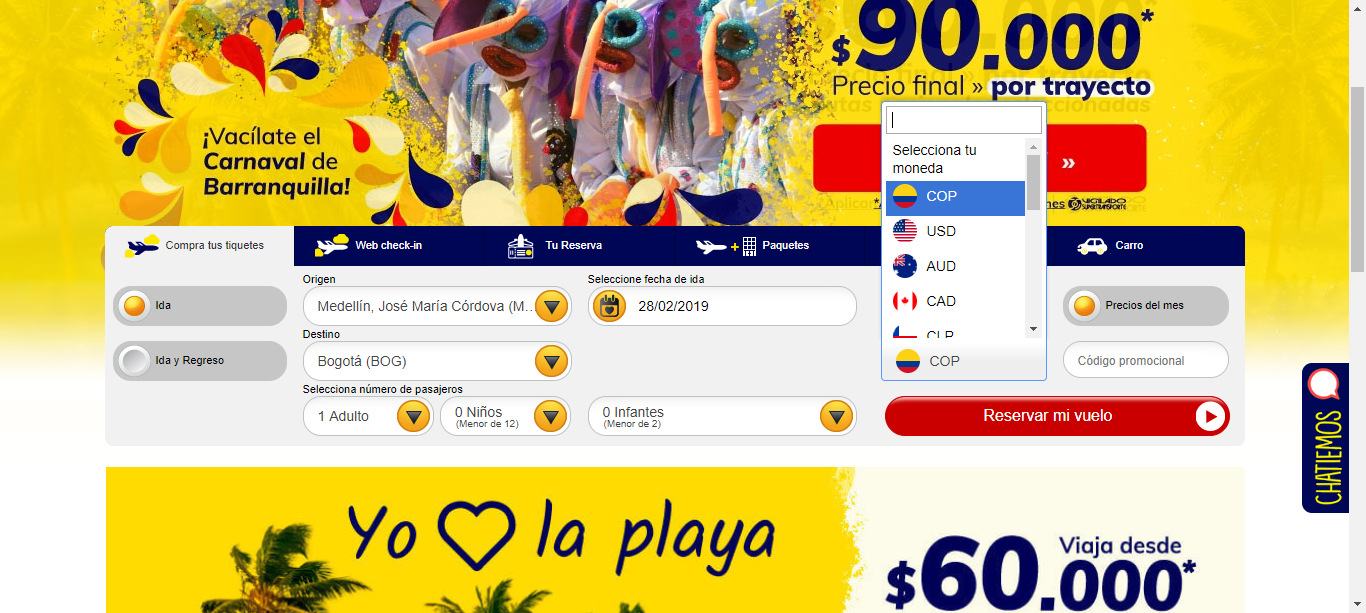 $90.000*
Precio final » por trayecto
¡Vacílate el
Carnaval de
Barranquilla!
»
Selecciona tu
moneda
COP
USD
AUD
CAD
CLP
COP
VIGILADO
SUPERTRANSPORTE
Compra tus tiquetes
Web check-in
Tu Reserva
+
Paquetes
Carro
Ida
Ida y Regreso
Origen
Medellín, José María Córdova (M...
Destino
Bogotá (BOG)
Selecciona número de pasajeros
1 Adulto
0 Niños
(Menor de 12)
0 Infantes
(Menor de 2)
Seleccione fecha de ida
28/02/2019
Precios del mes
Código promocional
Reservar mi vuelo
CHATIEMOS
Yo la playa
Viaja desde
$60.000*